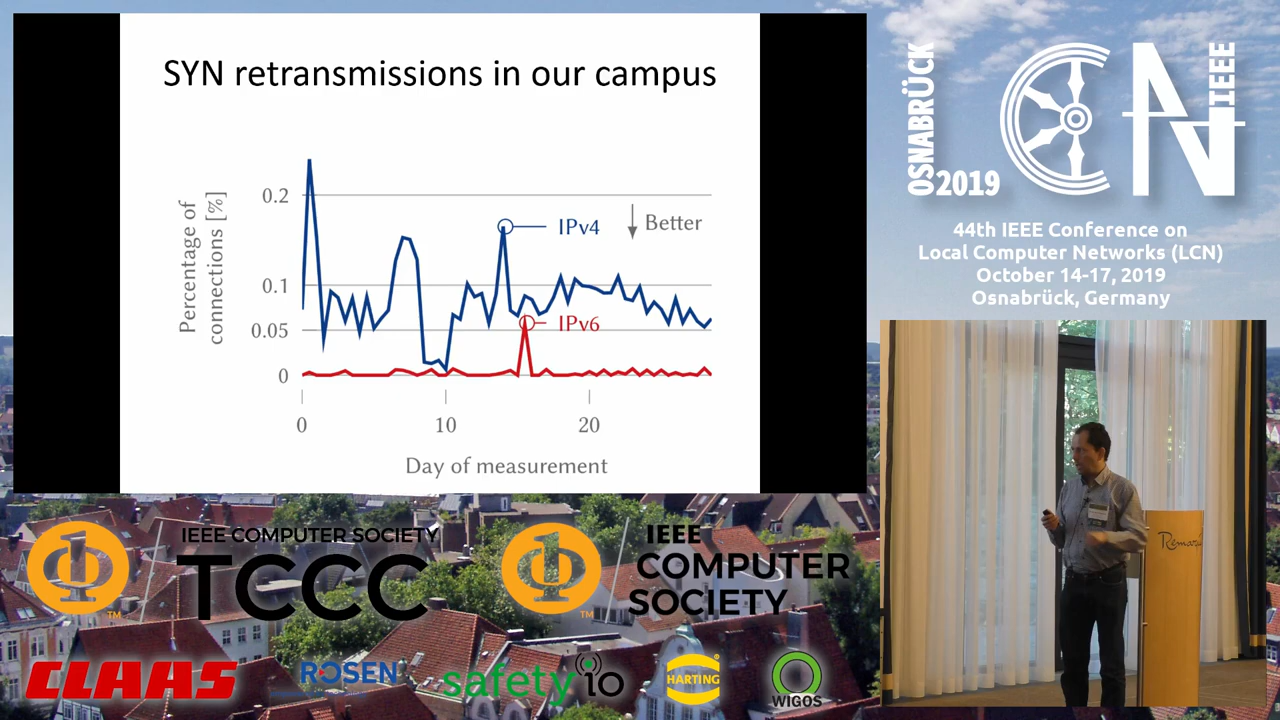 SYN retransmissions in our campus
Percentage of
connections [%]
0.2
0.1
0.05
0
IPv4
Better
IPv6
0
10
20
Day of measurement
OSNABRÜCK
2019
IEEE
44th IEEE Conference on
Local Computer Networks (LCN)
October 14-17, 2019
Osnabrück, Germany
IEEE COMPUTER SOCIETY
TCCC
TM
IEEE
COMPUTER
SOCIETY
TM
CLAAS
ROSEN
safety io
HARTING
WIGOS